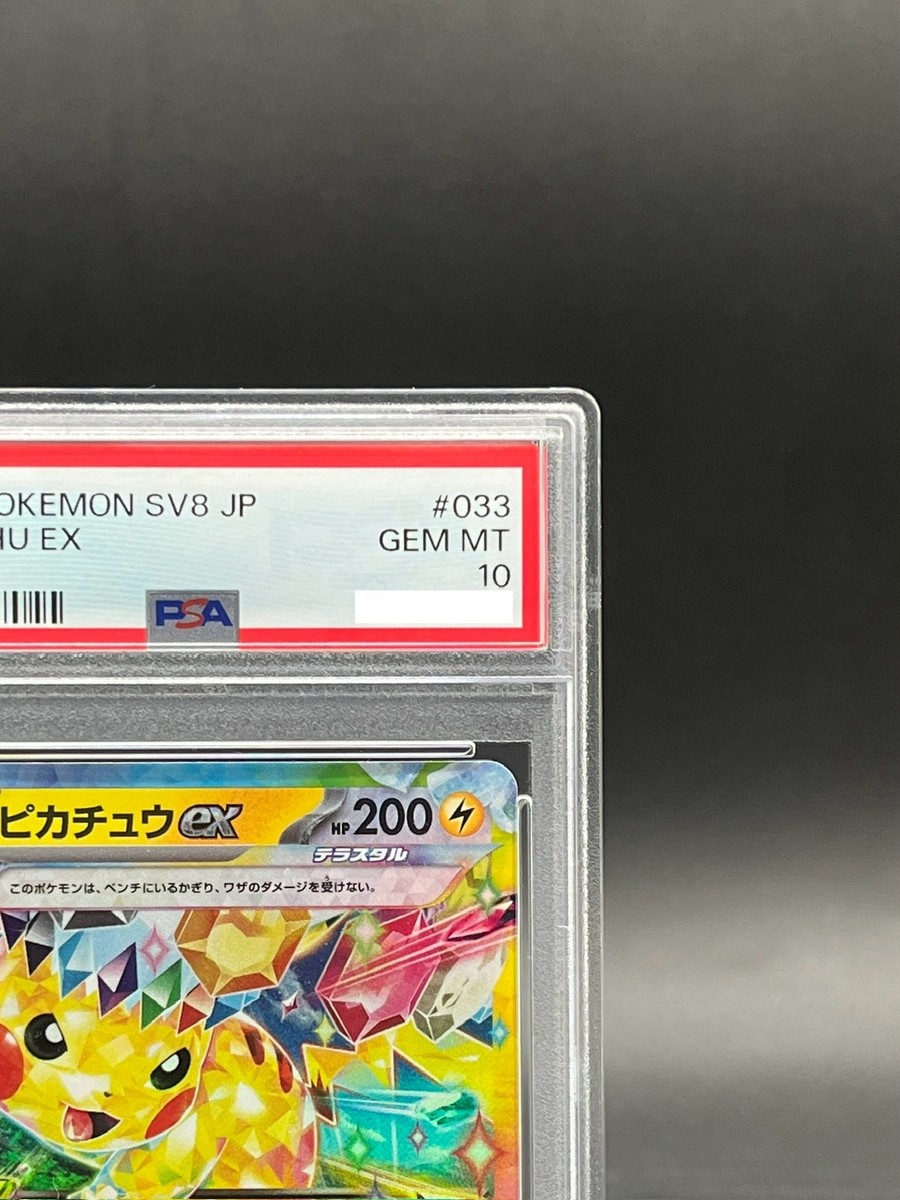 OKEMON SV8 JP #033
HU EX GEM MT
10
PSA
ピカチュウex HP 200
テラスタル
このポケモンは、ベンチにいるかぎり、ワザのダメージを受けない。